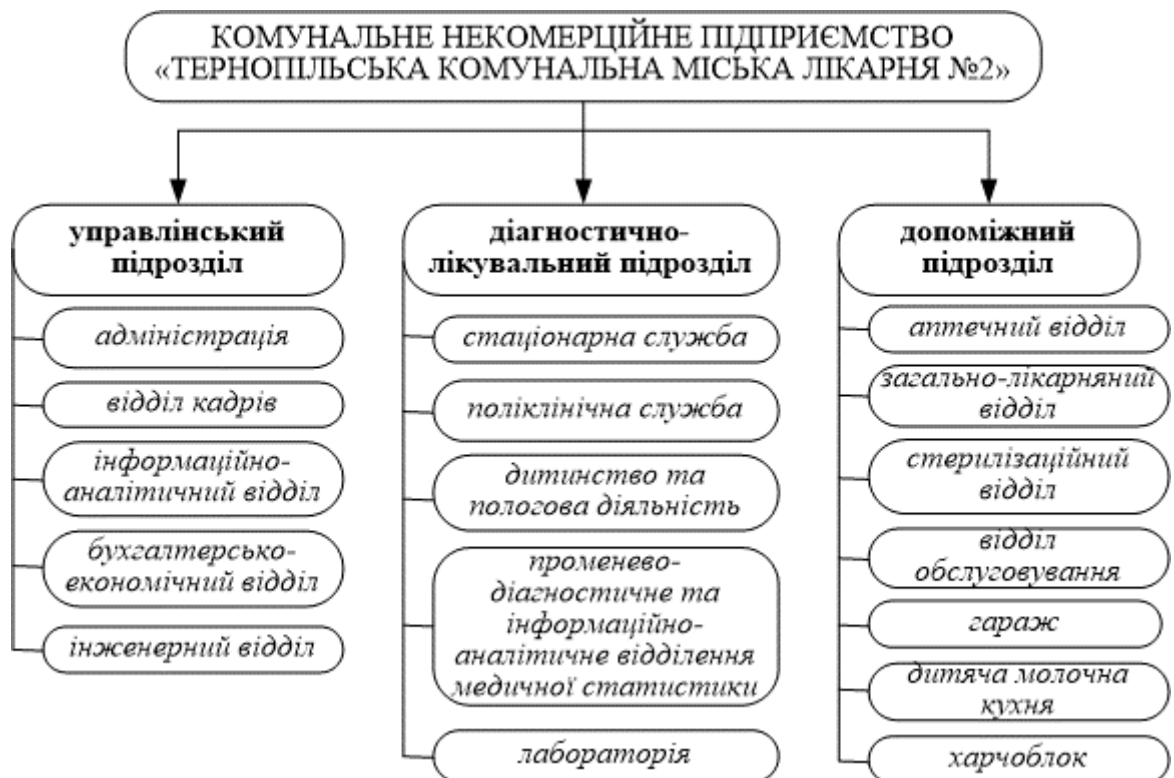 КОМУНАЛЬНЕ НЕКОМЕРЦІЙНЕ ПІДПРИЄМСТВО
«ТЕРНОПІЛЬСЬКА КОМУНАЛЬНА МІСЬКА ЛІКАРНЯ №2»
управлінський
підрозділ
адміністрація
відділ кадрів
інформаційно-
аналітичний відділ
бухгалтерсько-
економічний відділ
інженерний відділ
діагностично-
лікувальний підрозділ
стаціонарна служба
поліклінічна служба
дитинство та
пологова діяльність
променево-
діагностичне та
інформаційно-
аналітичне відділення
медичної статистики
лабораторія
допоміжний
підрозділ
аптечний відділ
загально-лікарняний
відділ
стерилізаційний
відділ
відділ
обслуговування
гараж
дитяча молочна
кухня
харчоблок